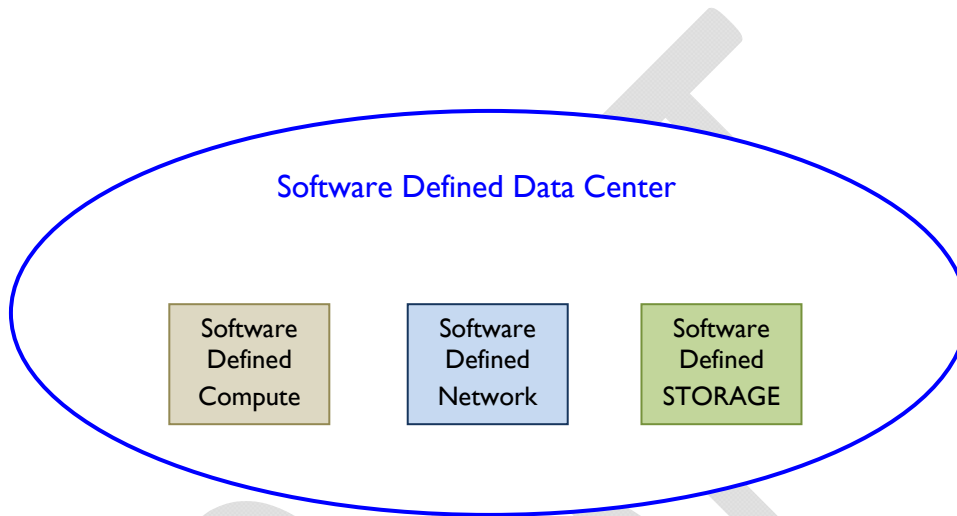 Software Defined Data Center
Software
Defined
Compute
Software
Defined
Network
Software
Defined
STORAGE